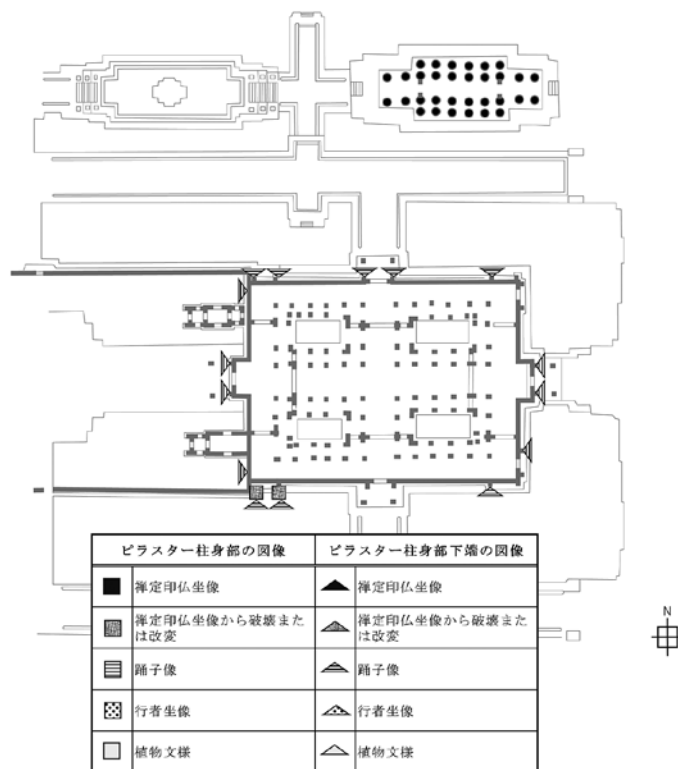 N
ピラスター柱身部の図像
ピラスター柱身部下端の図像
禅定印仏坐像
禅定印仏坐像
禅定印仏坐像から破壊また
は改変
禅定印仏坐像から破壊また
は改変
踊子像
踊子像
行者坐像
行者坐像
植物文様
植物文様